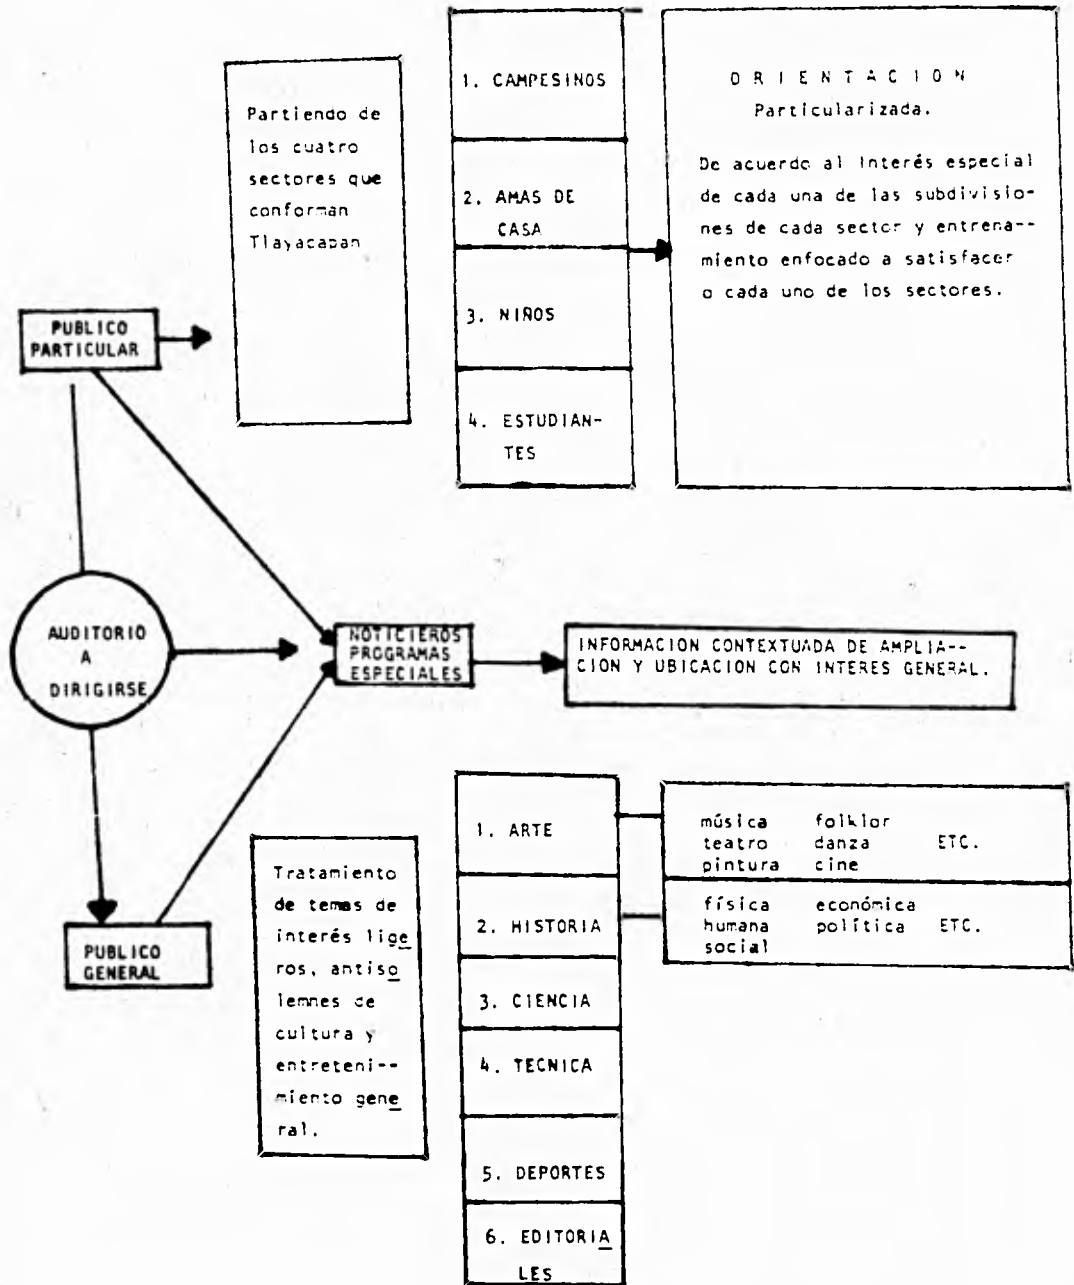 Partiendo de
los cuatro
sectores que
conforman
Tlayacapan
1. CAMPESINOS
2. AMAS DE
CASA
3. NIÑOS
4. ESTUDIAN-
TES
O R I E N T A C I O N
Particularizada.
De acuerdo al interés especial
de cada una de las subdivisio-
nes de cada sector y entrena--
miento enfocado a satisfacer
o cada uno de los sectores.
PUBLICO
PARTICULAR
AUDITORIO
A
DIRIGIRSE
NOTICIEROS
PROGRAMAS
ESPECIALES
INFORMACION CONTEXTUADA DE AMPLIA--
CION Y UBICACION CON INTERES GENERAL.
PUBLICO
GENERAL
Tratamiento
de temas de
interés lige
ros, antiso
lemnes de
cultura y
entreteni--
miento gene
ral.
1. ARTE
2. HISTORIA
3. CIENCIA
4. TECNICA
5. DEPORTES
6. EDITORIA
LES
música folklor
teatro danza ETC.
pintura cine
física económica
humana política ETC.
social